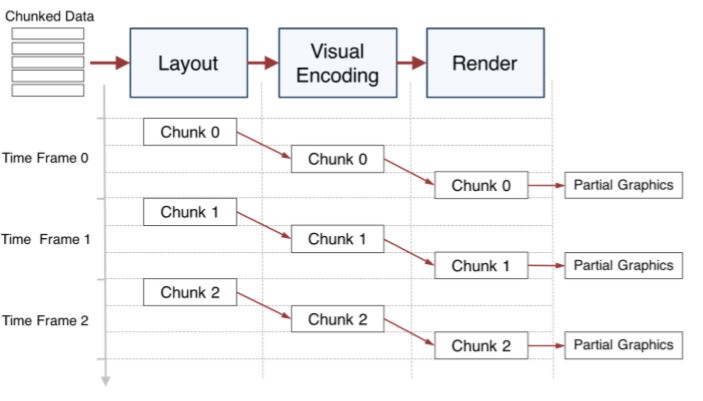 Chunked Data
Layout
Visual
Encoding
Render
Chunk 0
Time Frame 0
Chunk 0
Chunk 0
Partial Graphics
Chunk 1
Time Frame 1
Chunk 1
Chunk 1
Partial Graphics
Chunk 2
Time Frame 2
Chunk 2
Chunk 2
Partial Graphics